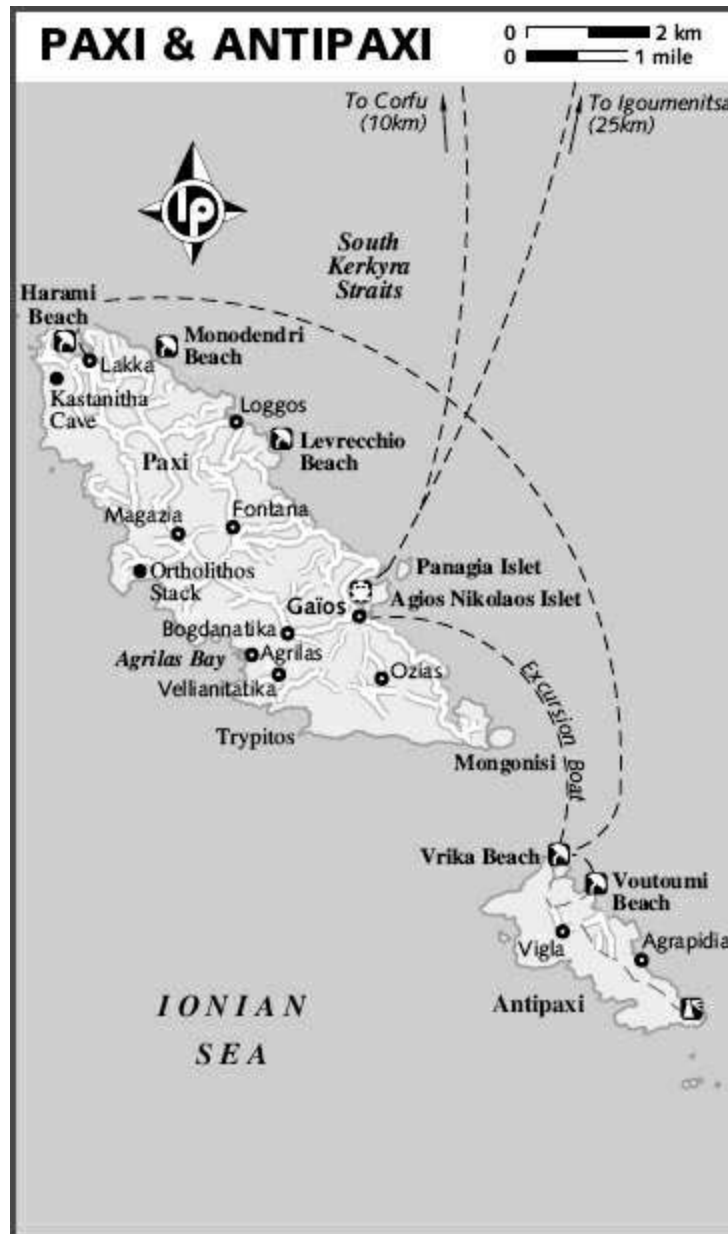 PAXI & ANTIPAXI
0 2 km
0 1 mile
To Corfu
(10km)
To Igoumenitsa
(25km)
lp
South
Kerkyra
Straits
Harami
Beach
Monodendri
Beach
Lakka
Kastanitha
Cave
Loggos
Levrecchio
Beach
Paxi
Magazia
Fontana
Ortholithos
Stack
Panagia Islet
Gaïos
Agios Nikolaos Islet
Bogdanatika
Agrilas Bay
Agrilas
Vellianitatika
Ozias
Trypitos
Mongonisi
Excursion Boat
Vrika Beach
Voutoumi
Beach
Vigla
Agrapidia
Antipaxi
IONIAN
SEA